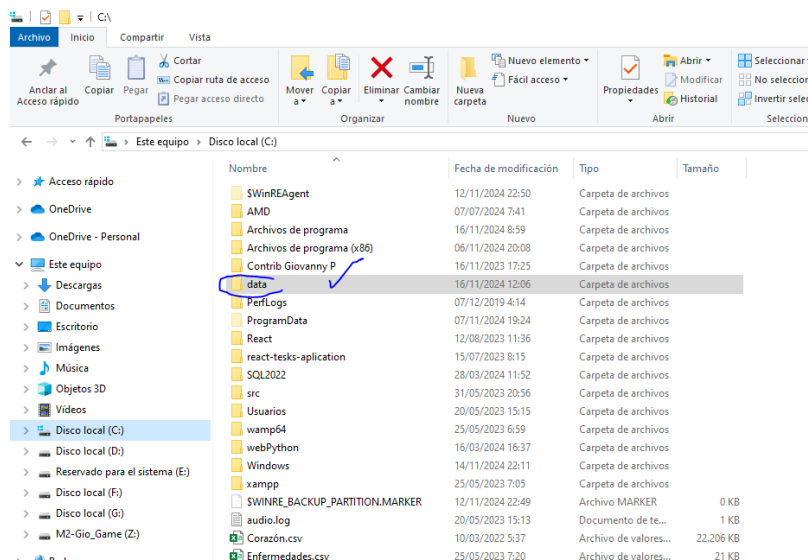 C:\
Archivo Inicio Compartir Vista
Anclar al Acceso rápido
Copiar
Pegar
Cortar
Copiar ruta de acceso
Pegar acceso directo
Portapapeles
Mover a
Copiar a
Eliminar
Cambiar nombre
Organizar
Nueva carpeta
Nuevo elemento
Fácil acceso
Nuevo
Propiedades
Abrir
Modificar
Historial
Abrir
Seleccionar
No seleccion
Invertir selec
Seleccion
Este equipo > Disco local (C:)
Acceso rápido
OneDrive
OneDrive - Personal
Este equipo
Descargas
Documentos
Escritorio
Imágenes
Música
Objetos 3D
Vídeos
Disco local (C:)
Disco local (D:)
Reservado para el sistema (E:)
Disco local (F:)
Disco local (G:)
M2-Gio_Game (Z:)
Nombre Fecha de modificación Tipo Tamaño
$WinREAgent 12/11/2024 22:50 Carpeta de archivos
AMD 07/07/2024 7:41 Carpeta de archivos
Archivos de programa 16/11/2024 8:59 Carpeta de archivos
Archivos de programa (x86) 06/11/2024 20:08 Carpeta de archivos
Contrib Giovanny P 16/11/2023 17:25 Carpeta de archivos
data 16/11/2024 12:06 Carpeta de archivos
PerfLogs 07/12/2019 4:14 Carpeta de archivos
ProgramData 07/11/2024 19:24 Carpeta de archivos
React 12/08/2023 11:36 Carpeta de archivos
react-tesks-aplication 15/07/2023 8:15 Carpeta de archivos
SQL2022 28/03/2024 11:52 Carpeta de archivos
src 31/05/2023 20:56 Carpeta de archivos
Usuarios 20/05/2023 15:15 Carpeta de archivos
wamp64 25/05/2023 6:59 Carpeta de archivos
webPython 16/03/2024 16:37 Carpeta de archivos
Windows 14/11/2024 22:11 Carpeta de archivos
xampp 25/05/2023 7:05 Carpeta de archivos
$WINRE_BACKUP_PARTITION.MARKER 12/11/2024 22:49 Archivo MARKER 0 KB
audio.log 20/05/2023 15:13 Documento de te... 1 KB
Corazón.csv 10/03/2022 5:37 Archivo de valores... 22.206 KB
Enfermedades.csv 25/05/2023 7:20 Archivo de valores... 21 KB